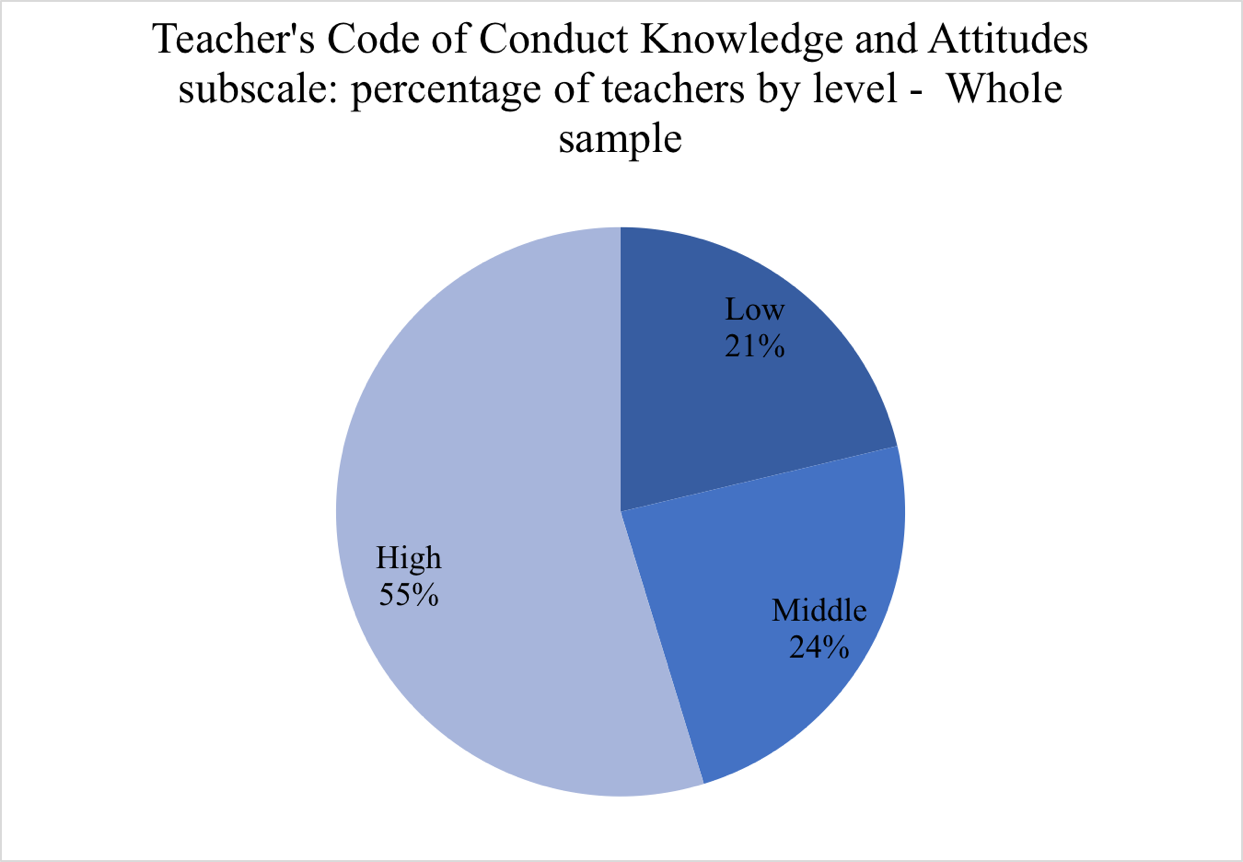 Teacher's Code of Conduct Knowledge and Attitudes
subscale: percentage of teachers by level -  Whole
sample
Low
21%
High
55%
Middle
24%